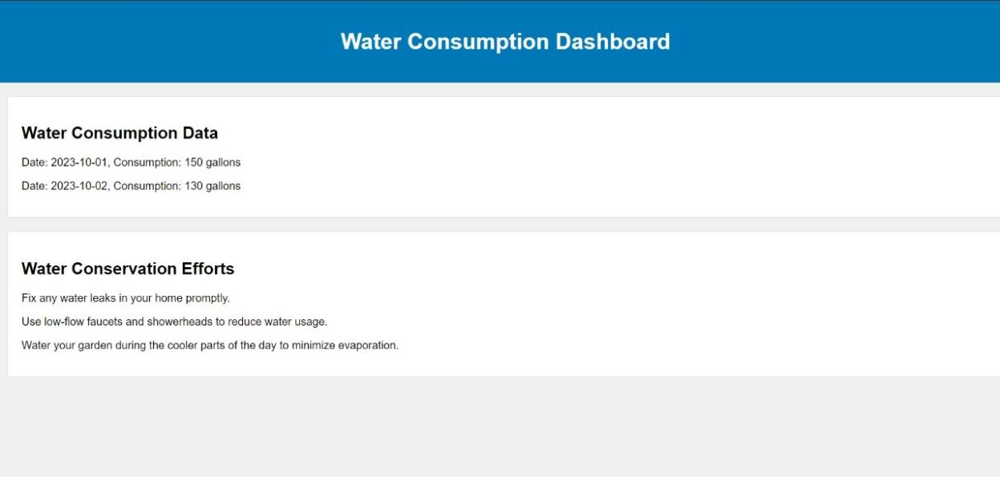 Water Consumption Dashboard
Water Consumption Data
Date: 2023-10-01, Consumption: 150 gallons
Date: 2023-10-02, Consumption: 130 gallons
Water Conservation Efforts
Fix any water leaks in your home promptly.
Use low-flow faucets and showerheads to reduce water usage.
Water your garden during the cooler parts of the day to minimize evaporation.